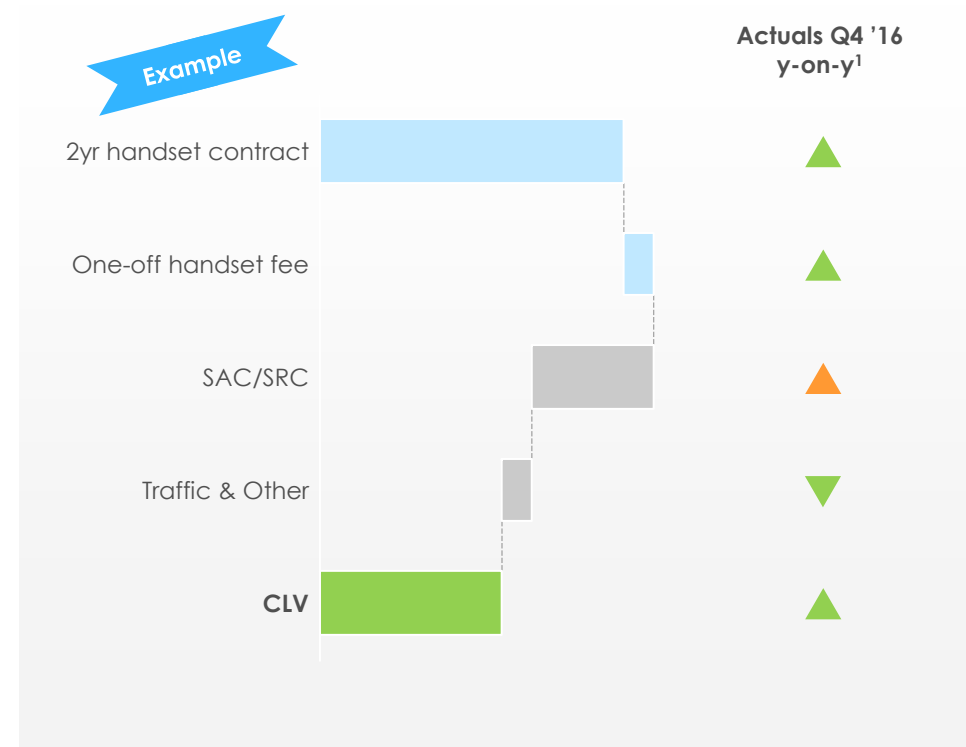 Example
Actuals Q4 ’16
y-on-y¹
2yr handset contract
One-off handset fee
SAC/SRC
Traffic & Other
CLV